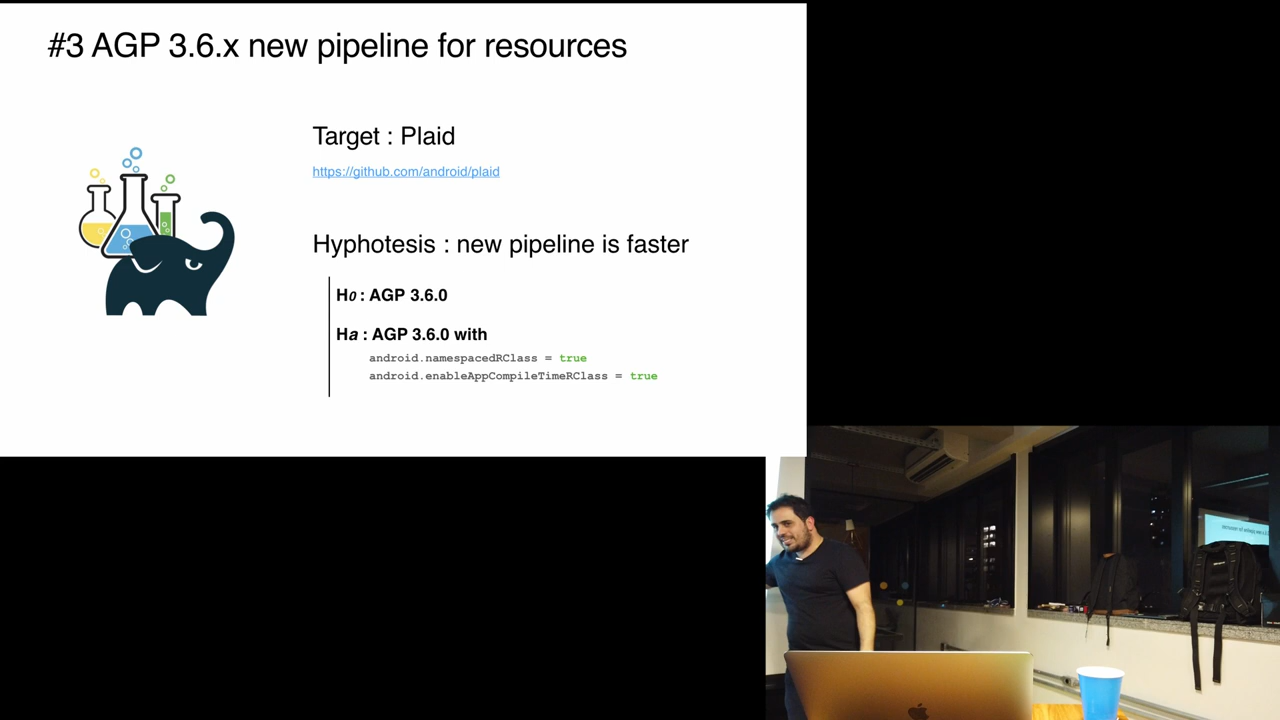 #3 AGP 3.6.x new pipeline for resources
Target : Plaid
https://github.com/android/plaid
Hyphotesis : new pipeline is faster
H0 : AGP 3.6.0
Ha : AGP 3.6.0 with
android.namespacedRClass = true
android.enableAppCompileTimeRClass = true